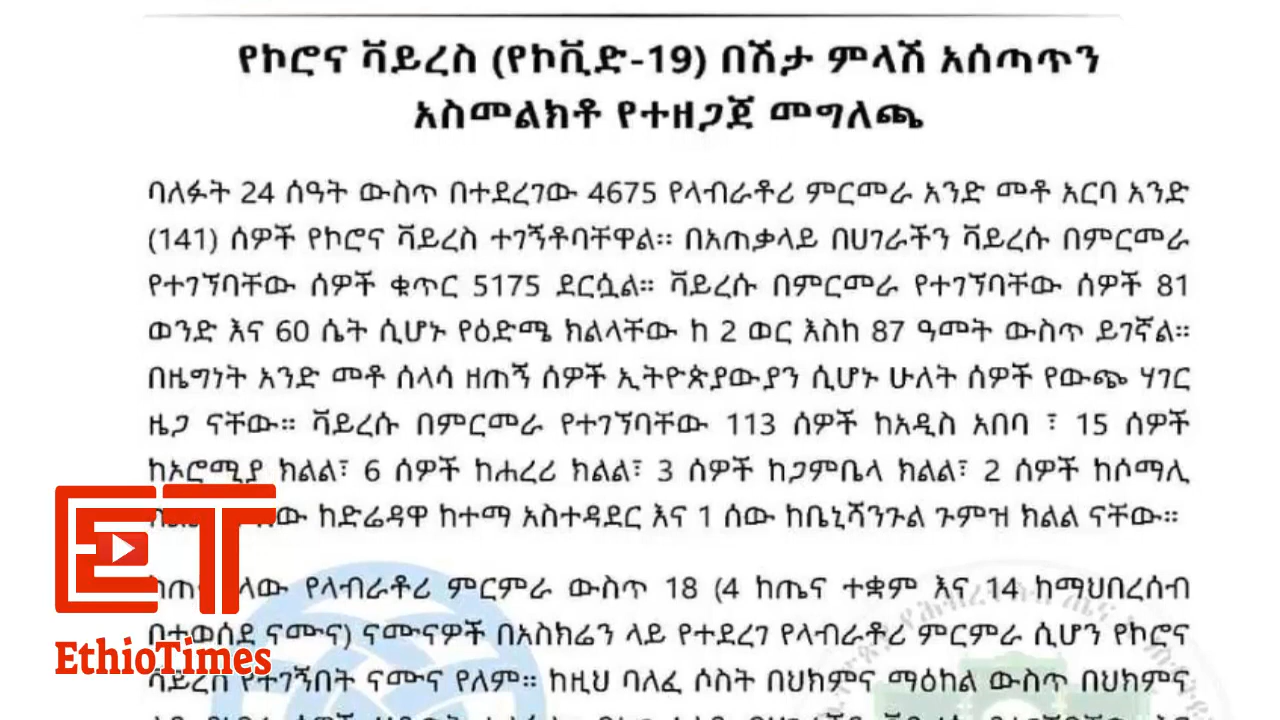 የኮሮና ቫይረስ (የኮቪድ-19) በሽታ ምላሽ አሰጣጥን
አስመልክቶ የተዘጋጀ መግለጫ
ባለፉት 24 ሰዓት ውስጥ በተደረገው 4675 የላብራቶሪ ምርመራ አንድ መቶ አርባ አንድ
(141) ሰዎች የኮሮና ቫይረስ ተገኝቶባቸዋል። በአጠቃላይ በሀገራችን ቫይረሱ በምርመራ
የተገኘባቸው ሰዎች ቁጥር 5175 ደርሷል። ቫይረሱ በምርመራ የተገኘባቸው ሰዎች 81
ወንድ እና 60 ሴት ሲሆኑ የዕድሜ ክልላቸው ከ 2 ወር እስከ 87 ዓመት ውስጥ ይገኛል።
በዜግነት አንድ መቶ ሰላሳ ዘጠኝ ሰዎች ኢትዮጵያውያን ሲሆኑ ሁለት ሰዎች የውጭ ሃገር
ዜጋ ናቸው። ቫይረሱ በምርመራ የተገኘባቸው 113 ሰዎች ከአዲስ አበባ ፣ 15 ሰዎች
ከኦሮሚያ ክልል፣ 6 ሰዎች ከሐረሪ ክልል፣ 3 ሰዎች ከጋምቤላ ክልል፣ 2 ሰዎች ከሶማሊ
ከድሬዳዋ ከተማ አስተዳደር እና 1 ሰው ከቤኒሻንጉል ጉምዝ ክልል ናቸው።
የላብራቶሪ ምርምራ ውስጥ 18 (4 ከጤና ተቋም እና 14 ከማህበረሰብ
በተወሰደ ናሙና) ናሙናዎች በአስክሬን ላይ የተደረገ የላብራቶሪ ምርምራ ሲሆን የኮሮና
ቫይረስ የተገኘበት ናሙና የለም። ከዚህ ባለፈ ሶስት በህክምና ማዕከል ውስጥ በህክምና
ET
EthioTimes